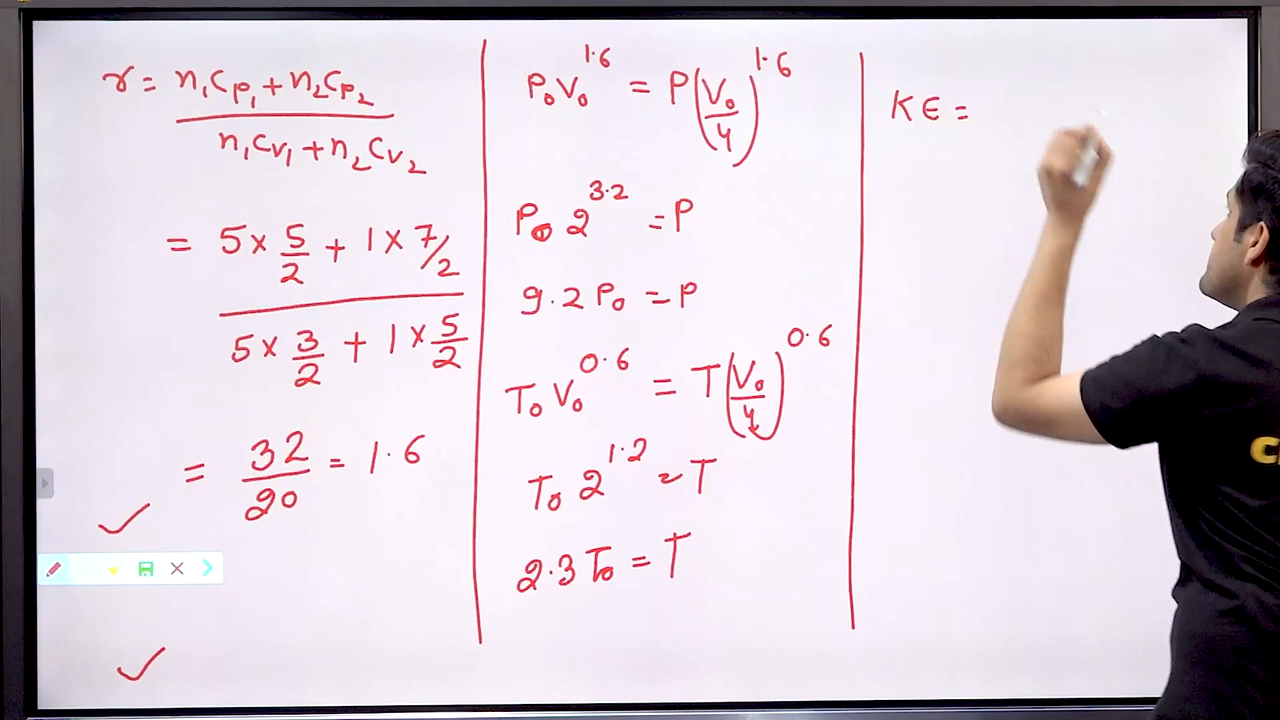 γ = n₁Cp₁ + n₂Cp₂ / n₁Cv₁ + n₂Cv₂
= 5 × 5/2 + 1 × 7/2 / 5 × 3/2 + 1 × 5/2
= 32/20 = 1.6
P₀V₀^1.6 = P(V₀/4)^1.6
P₀ 2^3.2 = P
9.2 P₀ = P
T₀ V₀^0.6 = T(V₀/4)^0.6
T₀ 2^1.2 = T
2.3 T₀ = T
KE =